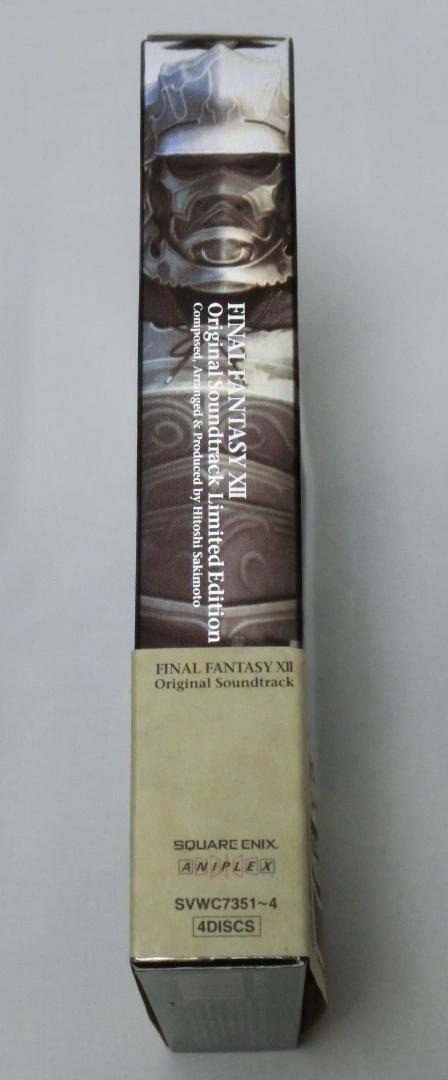 FINAL FANTASY XII
Original Soundtrack Limited Edition
Composed, Arranged & Produced by Hitoshi Sakimoto
FINAL FANTASY XII
Original Soundtrack
SQUARE ENIX.
ANIPLEX
SVWC7351~4
4DISCS